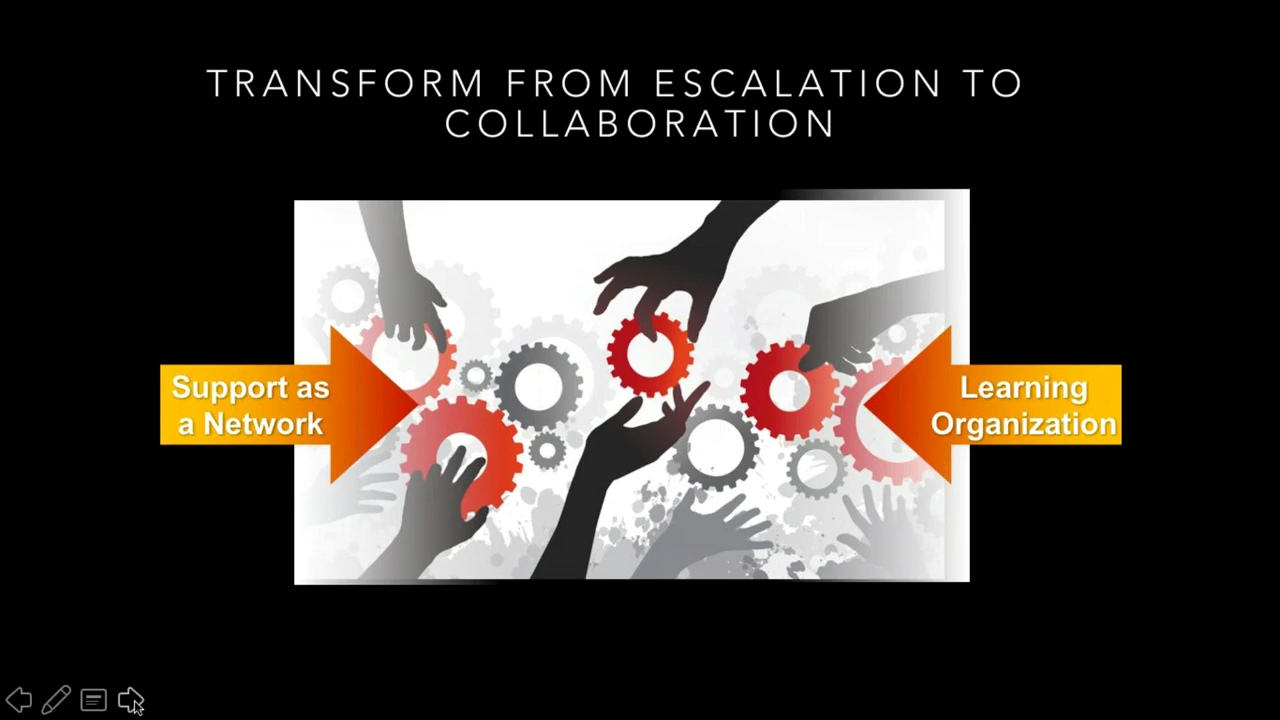 TRANSFORM FROM ESCALATION TO
COLLABORATION
Support as
a Network
Learning
Organization